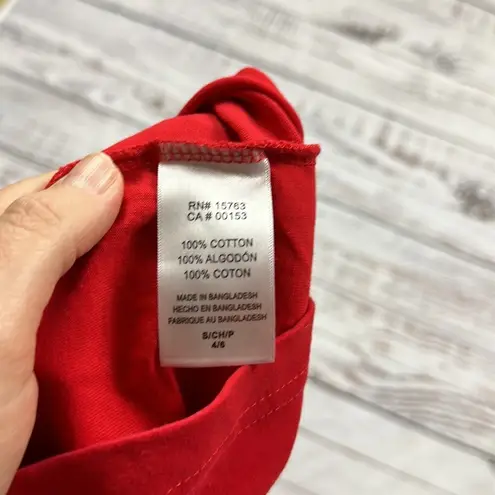 RN# 15763
CA # 00153
100% COTTON
100% ALGODÓN
100% COTON
MADE IN BANGLADESH
HECHO EN BANGLADESH
FABRIQUE AU BANGLADESH
S/CH/P
4/6